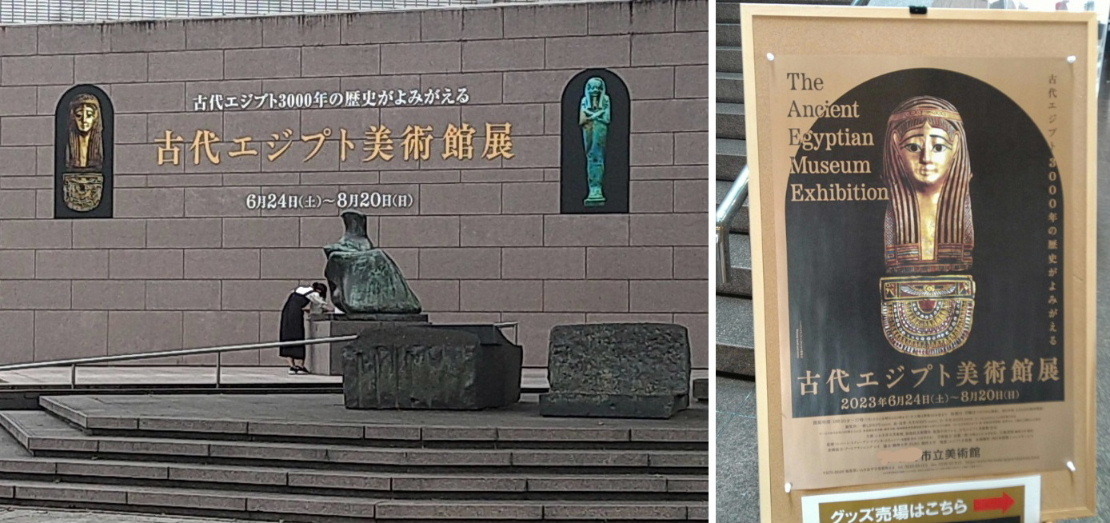 古代エジプト3000年の歴史がよみがえる
古代エジプト美術館展
6月24日(土)~8月20日(日)
The
Ancient
Egyptian
Museum
Exhibition
古代エジプト3000年の歴史がよみがえる
古代エジプト美術館展
2023年6月24日(土)~8月20日(日)
市立美術館
グッズ売場はこちら